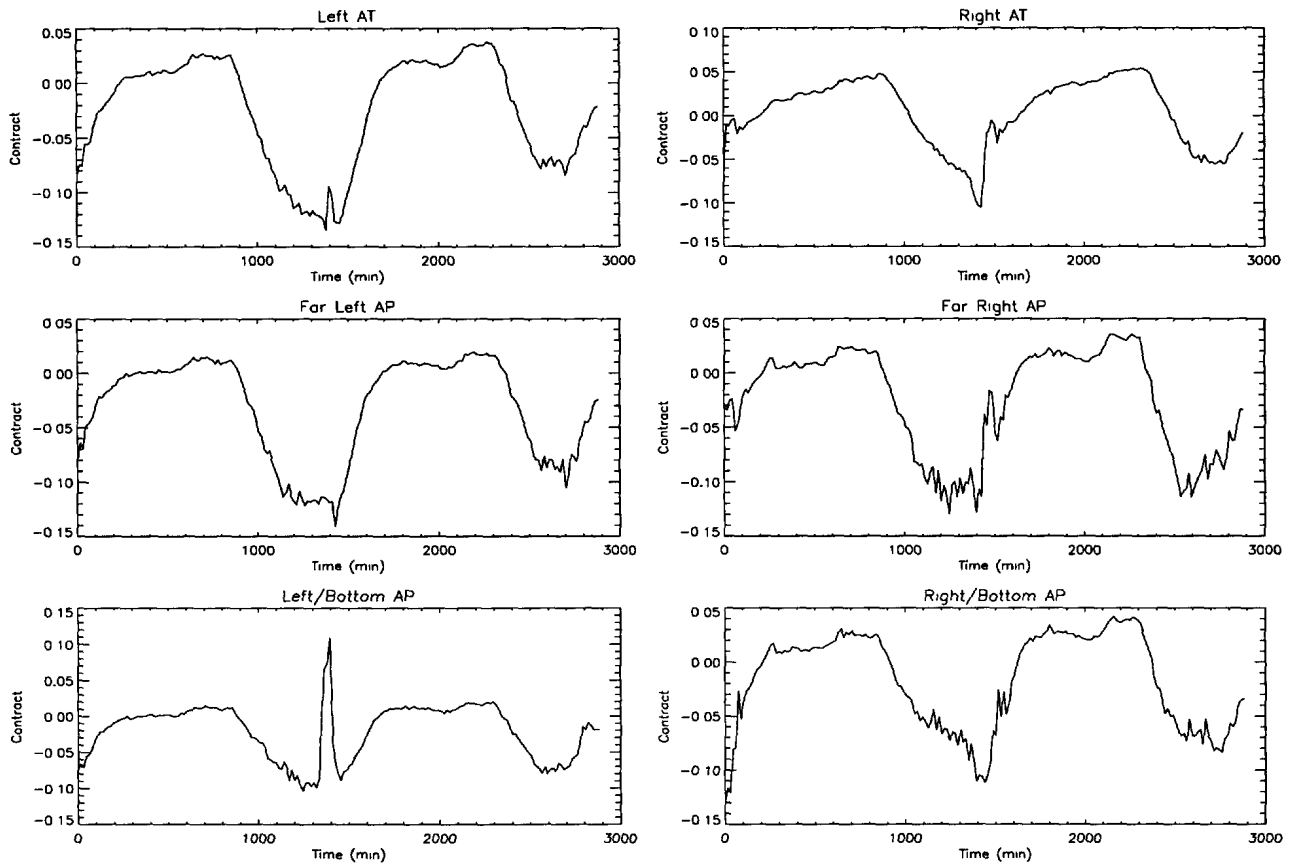 Left AT
0.05
0 00
−0.05
−0 10
−0.15
Contract
0 1000 2000 3000
Time (min)
Right AT
0 10
0 05
0 00
−0 05
−0 10
−0 15
Contract
0 1000 2000 3000
Time (min)
Far Left AP
0 05
0 00
−0 05
−0 10
−0 15
Contract
0 1000 2000 3000
Time (min)
Far Right AP
0 05
0 00
−0 05
−0 10
−0 15
Contract
0 1000 2000 3000
Time (min)
Left/Bottom AP
0 15
0 10
0 05
0 00
−0 05
−0 10
−0 15
Contract
0 1000 2000 3000
Time (min)
Right/Bottom AP
0 05
0 00
−0 05
−0 10
−0 15
Contract
0 1000 2000 3000
Time (min)